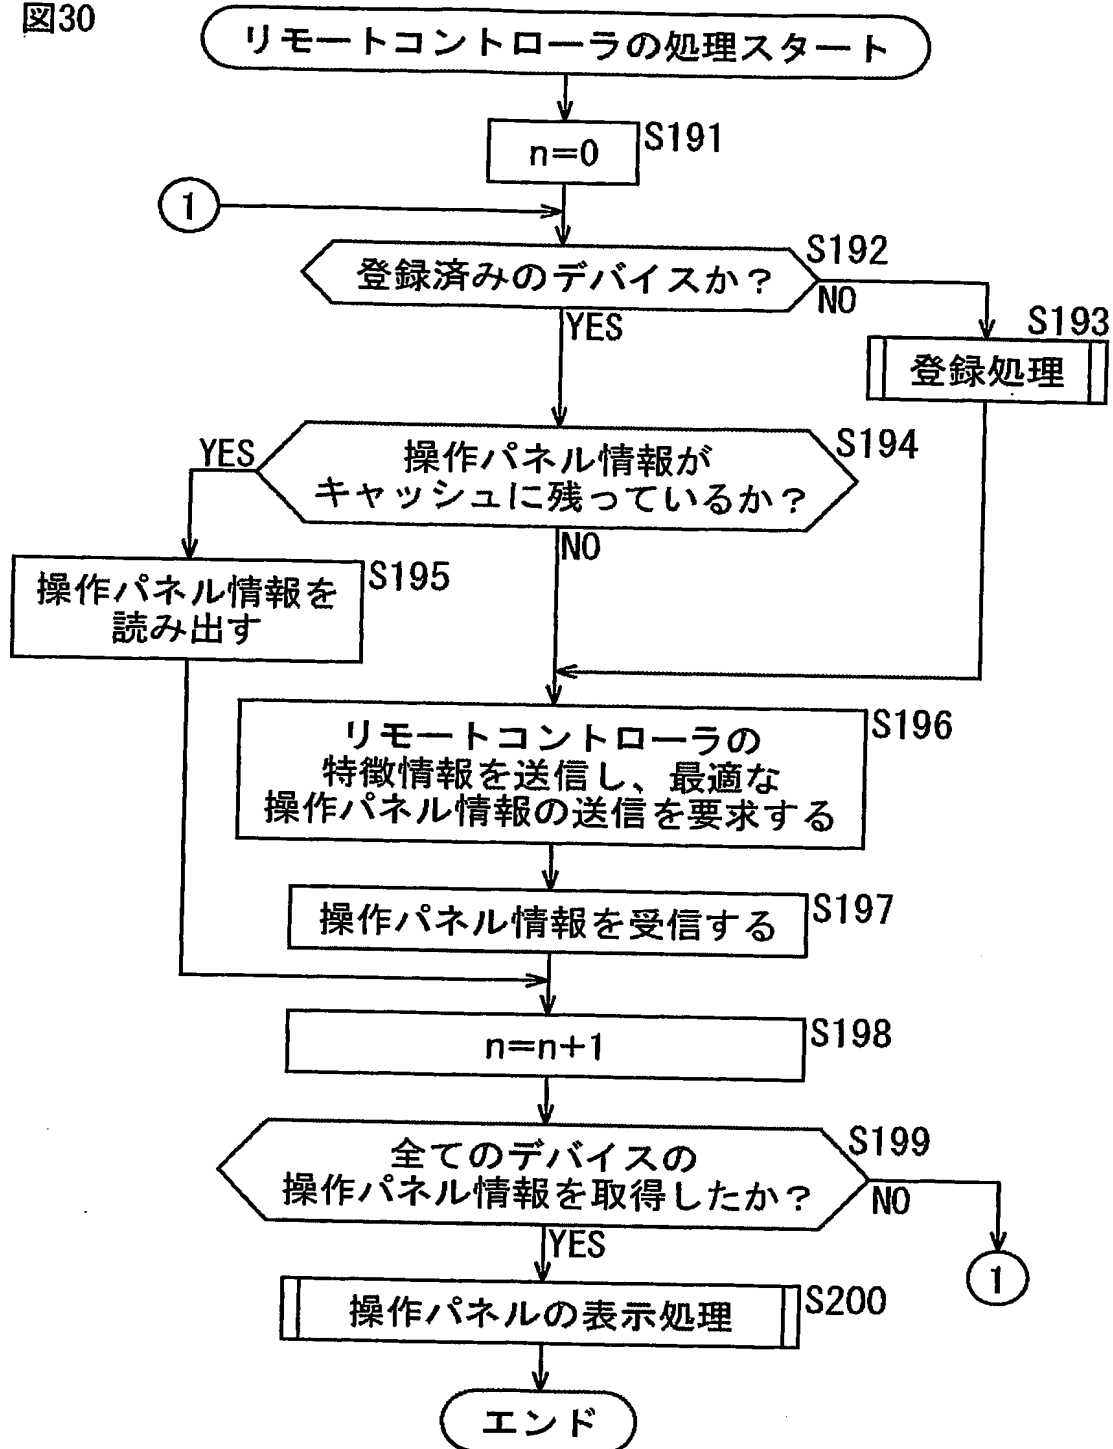 図30
リモートコントローラの処理スタート
n=0
S191
1
登録済みのデバイスか?
S192
NO
YES
S193
登録処理
操作パネル情報が
キャッシュに残っているか?
S194
YES
NO
操作パネル情報を
読み出す
S195
リモートコントローラの
特徴情報を送信し、最適な
操作パネル情報の送信を要求する
S196
操作パネル情報を受信する
S197
n=n+1
S198
全てのデバイスの
操作パネル情報を取得したか?
S199
NO
YES
1
操作パネルの表示処理
S200
エンド